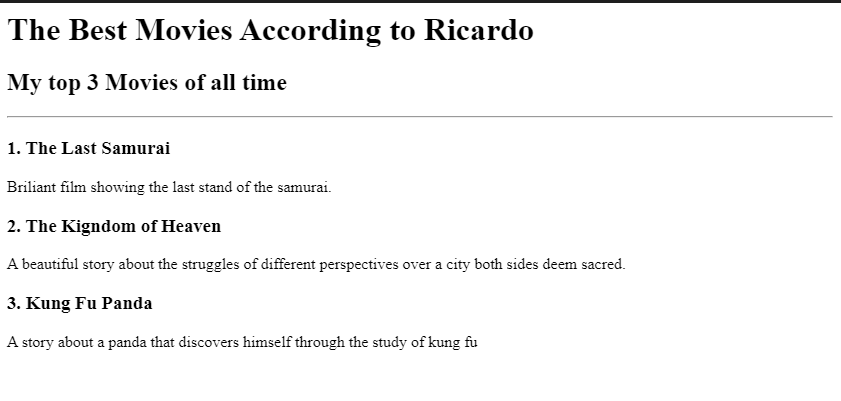 The Best Movies According to Ricardo
My top 3 Movies of all time
1. The Last Samurai
Briliant film showing the last stand of the samurai.
2. The Kigndom of Heaven
A beautiful story about the struggles of different perspectives over a city both sides deem sacred.
3. Kung Fu Panda
A story about a panda that discovers himself through the study of kung fu